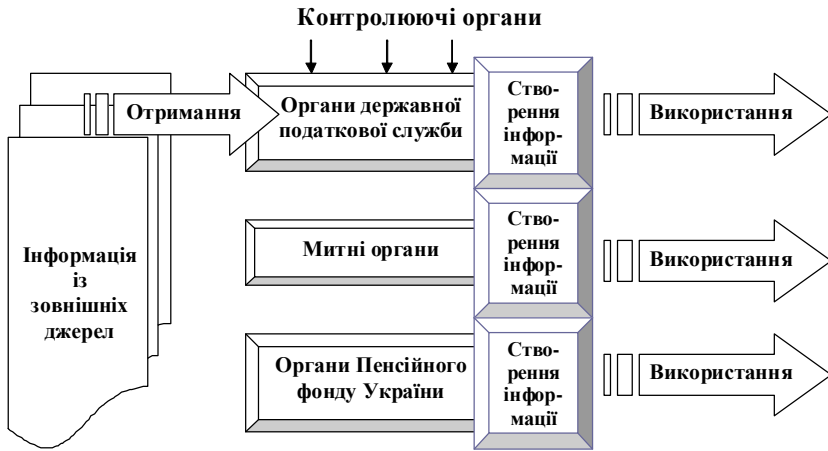 Контролюючі органи
Отримання
Органи державної
податкової служби
Ство-
рення
інфор-
мації
Використання
Інформація
із
зовнішніх
джерел
Митні органи
Ство-
рення
інфор-
мації
Використання
Органи Пенсійного
фонду України
Ство-
рення
інфор-
мації
Використання